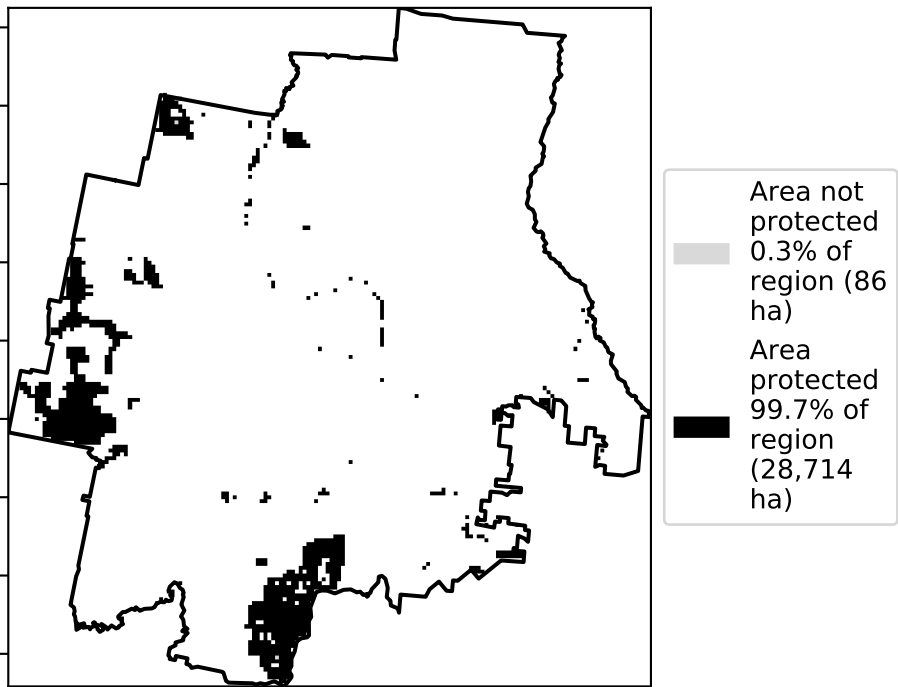 Area not
protected
0.3% of
region (86
ha)
Area
protected
99.7% of
region
(28,714
ha)